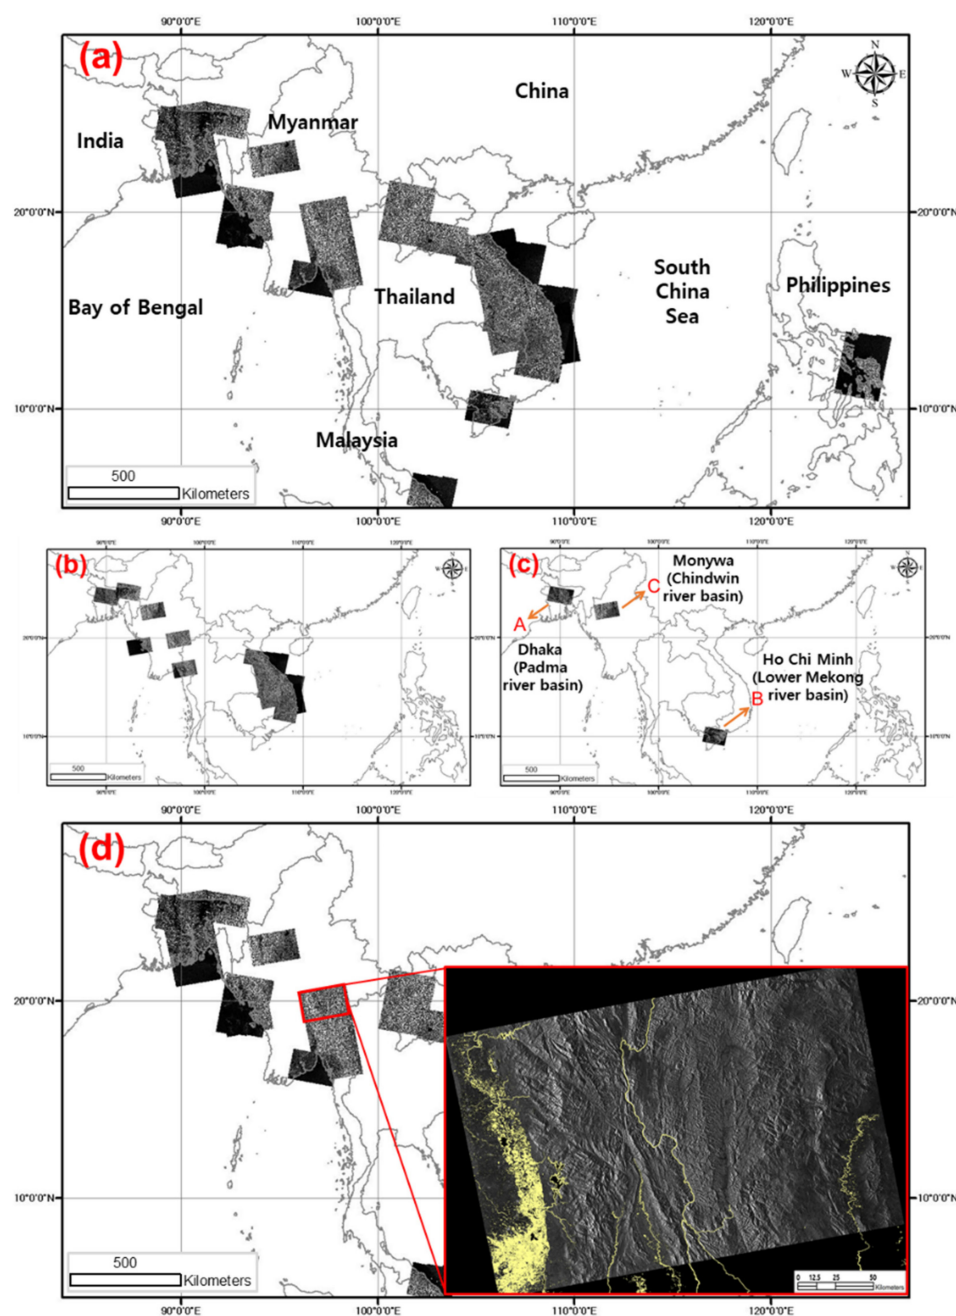 90°0'0"E 100°0'0"E 110°0'0"E 120°0'0"E
(a)
N
W E
S
China
India
Myanmar
20°0'0"N
20°0'0"N
Bay of Bengal
Thailand
South
China
Sea
Philippines
10°0'0"N
10°0'0"N
Malaysia
500
Kilometers
90°0'0"E 100°0'0"E 110°0'0"E 120°0'0"E
(b)
500
Kilometers
(c)
Monywa
(Chindwin
river basin)
C
A
Dhaka
(Padma
river basin)
Ho Chi Minh
(Lower Mekong
river basin)
B
500
Kilometers
90°0'0"E 100°0'0"E 110°0'0"E 120°0'0"E
(d)
20°0'0"N
20°0'0"N
10°0'0"N
10°0'0"N
500
Kilometers
0 12.5 25 50
Kilometers
90°0'0"E 100°0'0"E 110°0'0"E 120°0'0"E